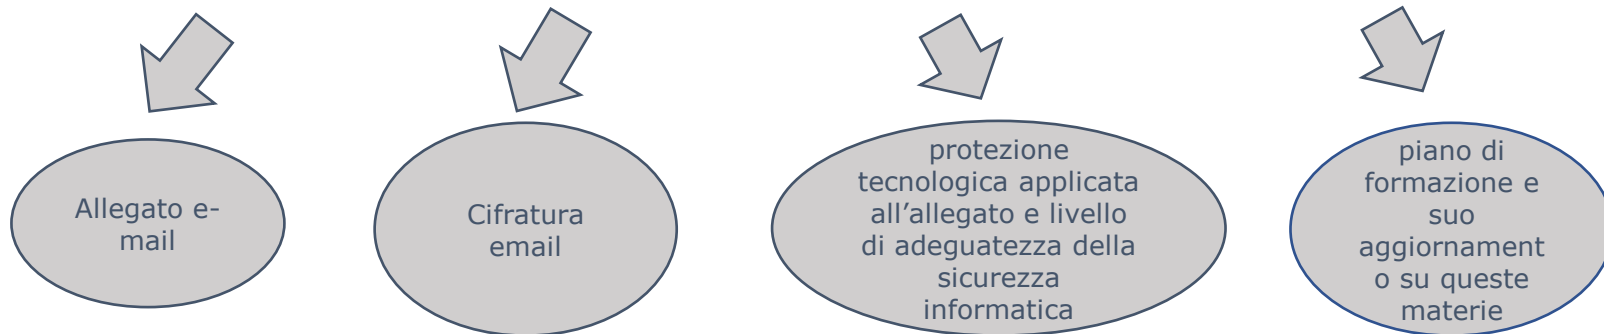 Allegato e-
mail
Cifratura
email
protezione
tecnologica applicata
all’allegato e livello
di adeguatezza della
sicurezza
informatica
piano di
formazione e
suo
aggiornament
o su queste
materie